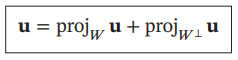 u = proj_W u + proj_{W^⊥} u